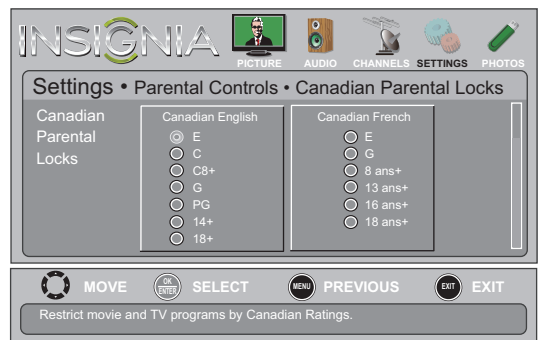 INSIGNIA
PICTURE AUDIO CHANNELS SETTINGS PHOTOS
Settings • Parental Controls • Canadian Parental Locks
Canadian
Parental
Locks
Canadian English
E
C
C8+
G
PG
14+
18+
Canadian French
E
G
8 ans+
13 ans+
16 ans+
18 ans+
MOVE OK ENTER SELECT MENU PREVIOUS EXIT EXIT
Restrict movie and TV programs by Canadian Ratings.